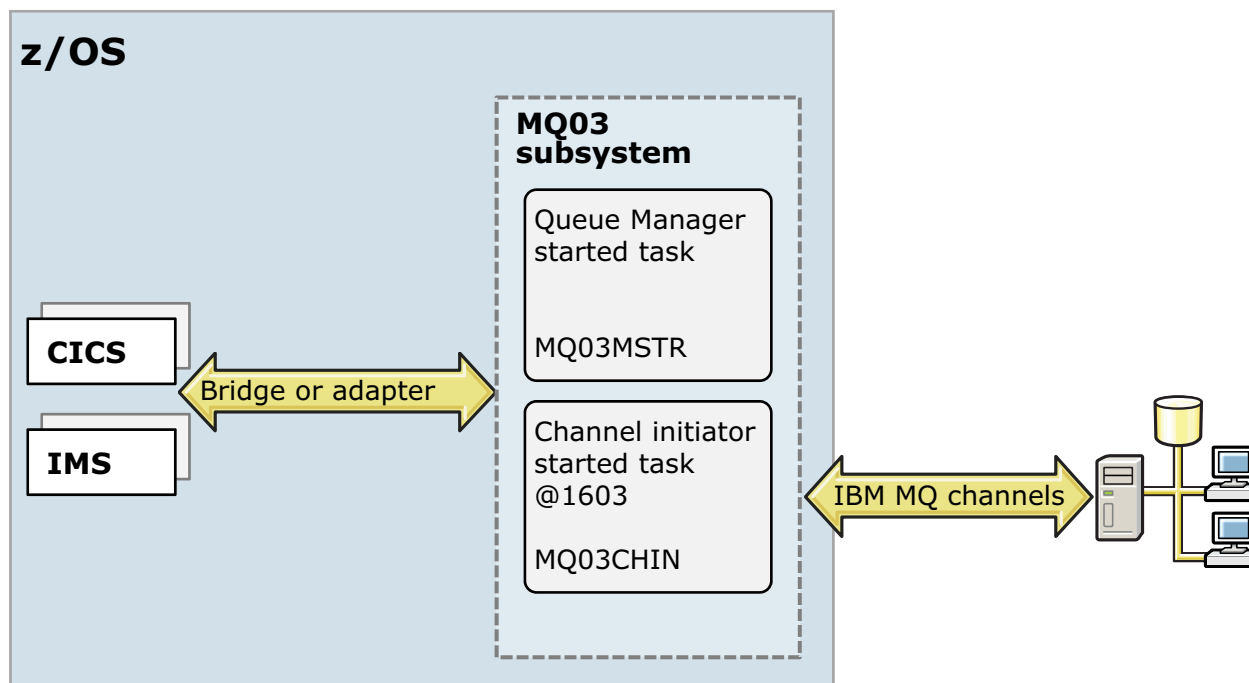 z/OS
MQ03
subsystem
Queue Manager
started task
MQ03MSTR
CICS
Bridge or adapter
IMS
Channel initiator
started task
@1603
MQ03CHIN
IBM MQ channels